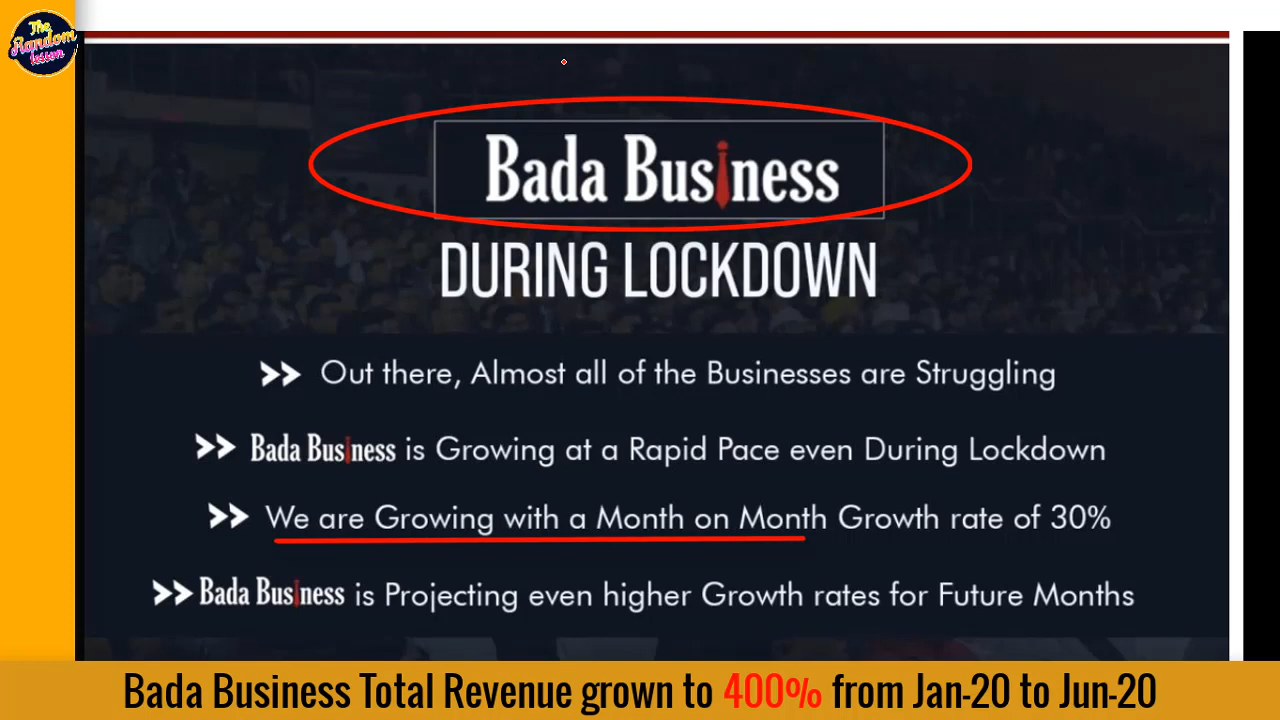 The
Random
lesson
Bada Business
DURING LOCKDOWN
>> Out there, Almost all of the Businesses are Struggling
>> Bada Business is Growing at a Rapid Pace even During Lockdown
>> We are Growing with a Month on Month Growth rate of 30%
>> Bada Business is Projecting even higher Growth rates for Future Months
Bada Business Total Revenue grown to 400% from Jan-20 to Jun-20